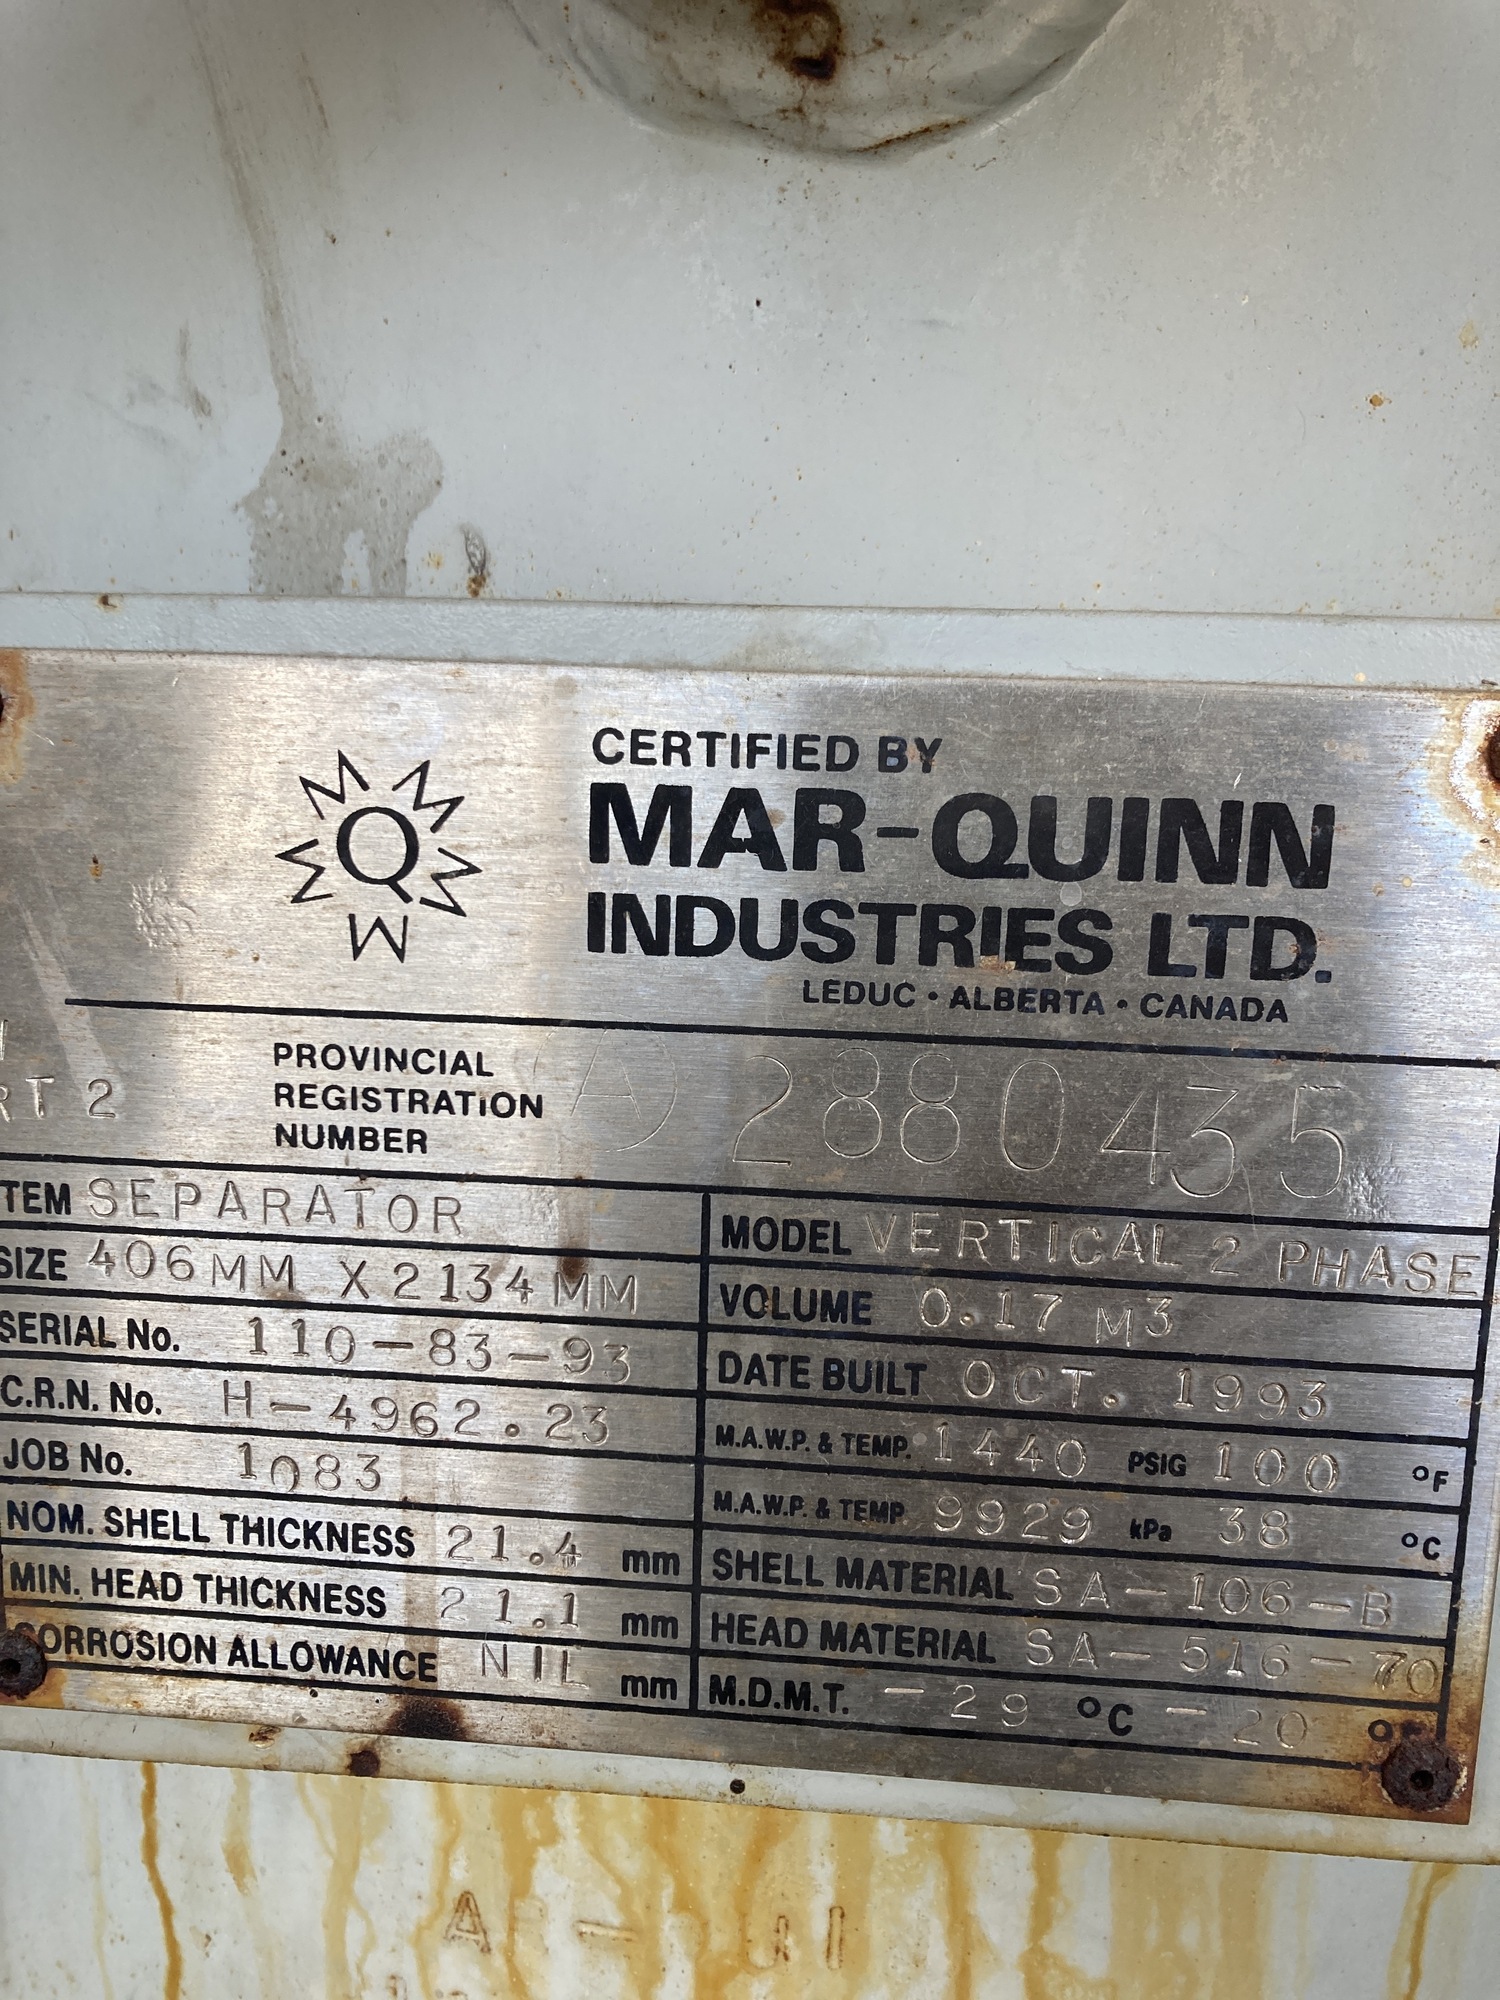 CERTIFIED BY
MAR-QUINN
INDUSTRIES LTD.
LEDUC • ALBERTA • CANADA
RT 2
PROVINCIAL
REGISTRATION
NUMBER
A 2880435
TEM SEPARATOR
SIZE 406MM X 2134MM
SERIAL No. 110-83-93
C.R.N. No. H-4962.23
JOB No. 1083
NOM. SHELL THICKNESS 21.4 mm
MIN. HEAD THICKNESS 21.1 mm
CORROSION ALLOWANCE NIL mm
MODEL VERTICAL 2 PHASE
VOLUME 0.17 M3
DATE BUILT OCT. 1993
M.A.W.P. & TEMP. 1440 PSIG 100 °F
M.A.W.P. & TEMP 9929 kPa 38 °C
SHELL MATERIAL SA-106-B
HEAD MATERIAL SA-516-70
M.D.M.T. -29 °C -20 °F